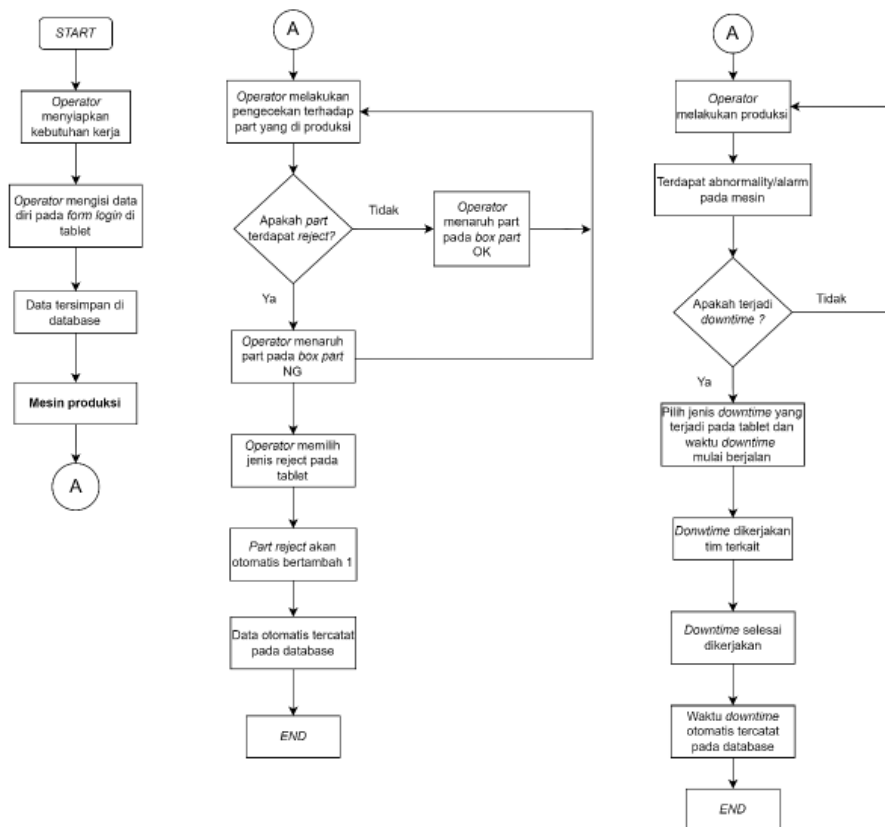 START
Operator
menyiapkan
kebutuhan kerja
Operator mengisi data
diri pada form login di
tablet
Data tersimpan di
database
Mesin produksi
A
A
Operator melakukan
pengecekan terhadap
part yang di produksi
Apakah part
terdapat reject?
Tidak
Operator
menaruh part
pada box part
OK
Ya
Operator menaruh
part pada box part
NG
Operator memilih
jenis reject pada
tablet
Part reject akan
otomatis bertambah 1
Data otomatis tercatat
pada database
END
A
Operator
melakukan produksi
Terdapat abnormality/alarm
pada mesin
Apakah terjadi
downtime ?
Tidak
Ya
Pilih jenis downtime yang
terjadi pada tablet dan
waktu downtime
mulai berjalan
Donwtime dikerjakan
tim terkait
Downtime selesai
dikerjakan
Waktu downtime
otomatis tercatat
pada database
END